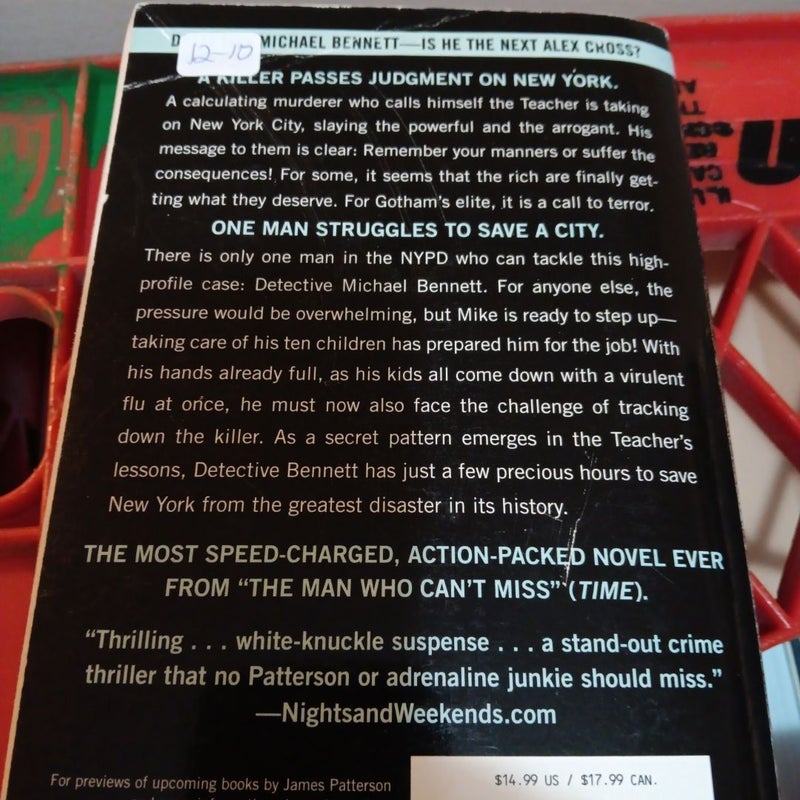 12-10
MICHAEL BENNETT—IS HE THE NEXT ALEX CROSS?
A KILLER PASSES JUDGMENT ON NEW YORK.
A calculating murderer who calls himself the Teacher is taking
on New York City, slaying the powerful and the arrogant. His
message to them is clear: Remember your manners or suffer the
consequences! For some, it seems that the rich are finally get-
ting what they deserve. For Gotham's elite, it is a call to terror.
ONE MAN STRUGGLES TO SAVE A CITY.
There is only one man in the NYPD who can tackle this high-
profile case: Detective Michael Bennett. For anyone else, the
pressure would be overwhelming, but Mike is ready to step up—
taking care of his ten children has prepared him for the job! With
his hands already full, as his kids all come down with a virulent
flu at once, he must now also face the challenge of tracking
down the killer. As a secret pattern emerges in the Teacher's
lessons, Detective Bennett has just a few precious hours to save
New York from the greatest disaster in its history.
THE MOST SPEED-CHARGED, ACTION-PACKED NOVEL EVER
FROM "THE MAN WHO CAN'T MISS" (TIME).
"Thrilling . . . white-knuckle suspense . . . a stand-out crime
thriller that no Patterson or adrenaline junkie should miss."
—NightsandWeekends.com
For previews of upcoming books by James Patterson
$14.99 US / $17.99 CAN.